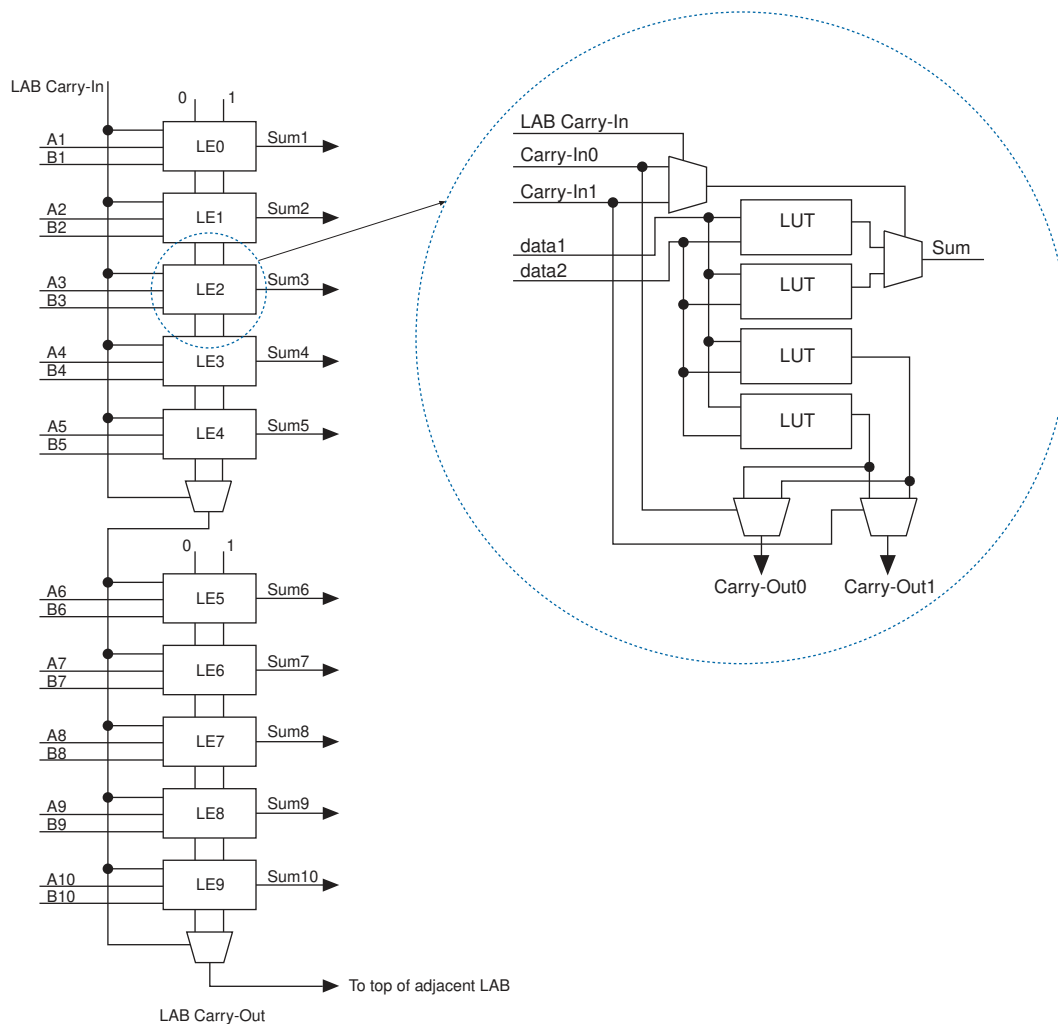 LAB Carry-In
0 1
A1
B1
LE0
Sum1
A2
B2
LE1
Sum2
A3
B3
LE2
Sum3
A4
B4
LE3
Sum4
A5
B5
LE4
Sum5
0 1
A6
B6
LE5
Sum6
A7
B7
LE6
Sum7
A8
B8
LE7
Sum8
A9
B9
LE8
Sum9
A10
B10
LE9
Sum10
To top of adjacent LAB
LAB Carry-Out
LAB Carry-In
Carry-In0
Carry-In1
data1
data2
LUT
LUT
LUT
LUT
Sum
Carry-Out0
Carry-Out1